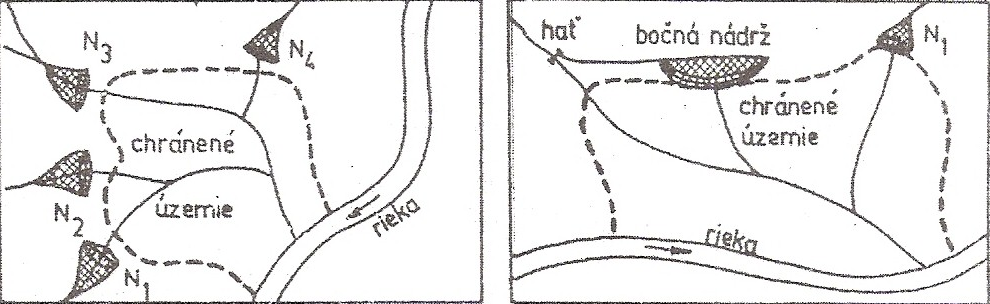 N3
N4
chránené
územie
N2
N1
rieka
hať
bočná nádrž
N1
chránené
územie
rieka